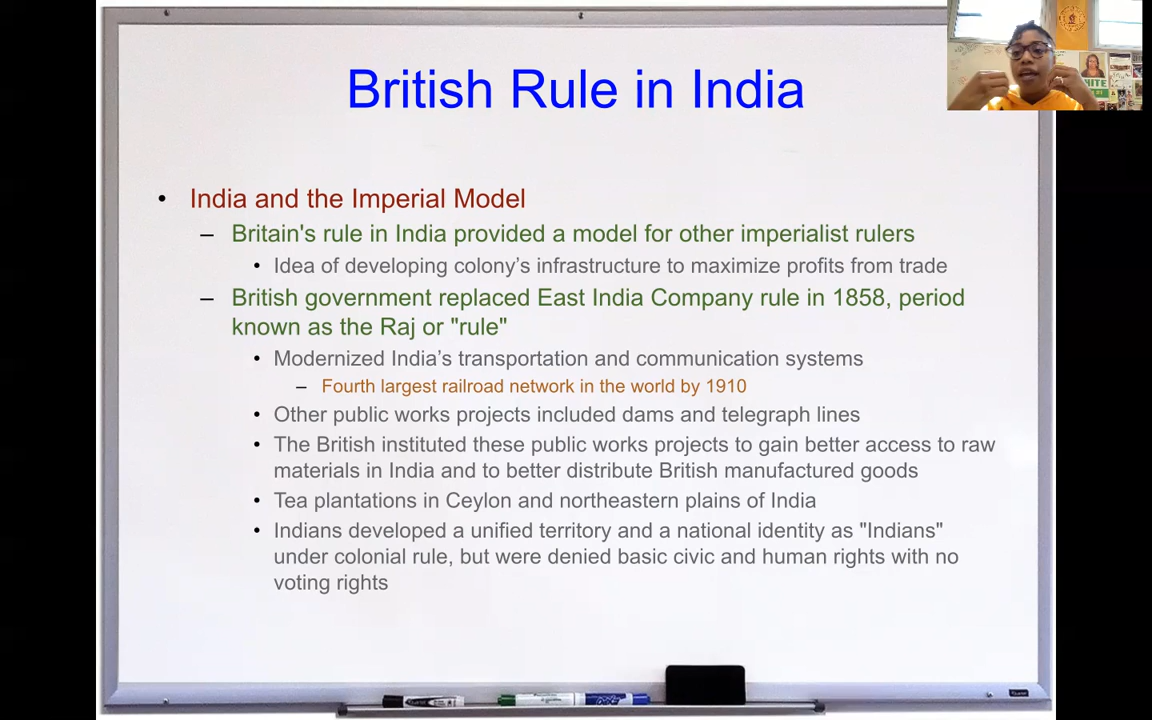 British Rule in India
• India and the Imperial Model
– Britain's rule in India provided a model for other imperialist rulers
• Idea of developing colony's infrastructure to maximize profits from trade
– British government replaced East India Company rule in 1858, period
known as the Raj or "rule"
• Modernized India's transportation and communication systems
– Fourth largest railroad network in the world by 1910
• Other public works projects included dams and telegraph lines
• The British instituted these public works projects to gain better access to raw
materials in India and to better distribute British manufactured goods
• Tea plantations in Ceylon and northeastern plains of India
• Indians developed a unified territory and a national identity as "Indians"
under colonial rule, but were denied basic civic and human rights with no
voting rights